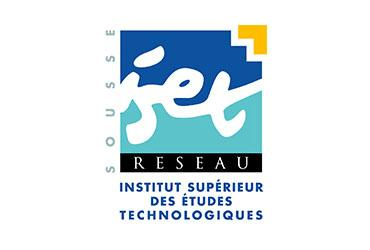 SOUSSE
iset
RESEAU
INSTITUT SUPÉRIEUR
DES ÉTUDES
TECHNOLOGIQUES